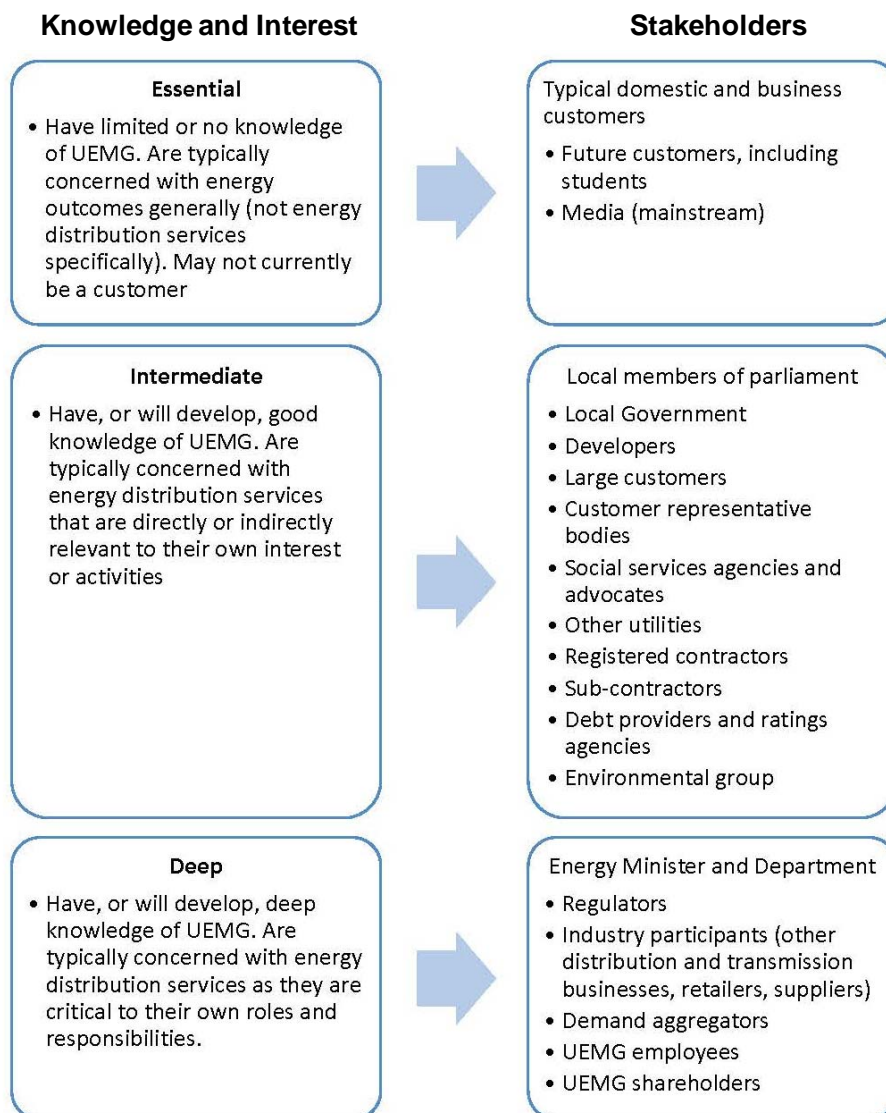 Knowledge and Interest
Stakeholders
Essential
• Have limited or no knowledge
of UEMG. Are typically
concerned with energy
outcomes generally (not energy
distribution services
specifically). May not currently
be a customer
Typical domestic and business
customers
• Future customers, including
students
• Media (mainstream)
Intermediate
• Have, or will develop, good
knowledge of UEMG. Are
typically concerned with
energy distribution services
that are directly or indirectly
relevant to their own interest
or activities
Local members of parliament
• Local Government
• Developers
• Large customers
• Customer representative
bodies
• Social services agencies and
advocates
• Other utilities
• Registered contractors
• Sub-contractors
• Debt providers and ratings
agencies
• Environmental group
Deep
• Have, or will develop, deep
knowledge of UEMG. Are
typically concerned with energy
distribution services as they are
critical to their own roles and
responsibilities.
Energy Minister and Department
• Regulators
• Industry participants (other
distribution and transmission
businesses, retailers, suppliers)
• Demand aggregators
• UEMG employees
• UEMG shareholders